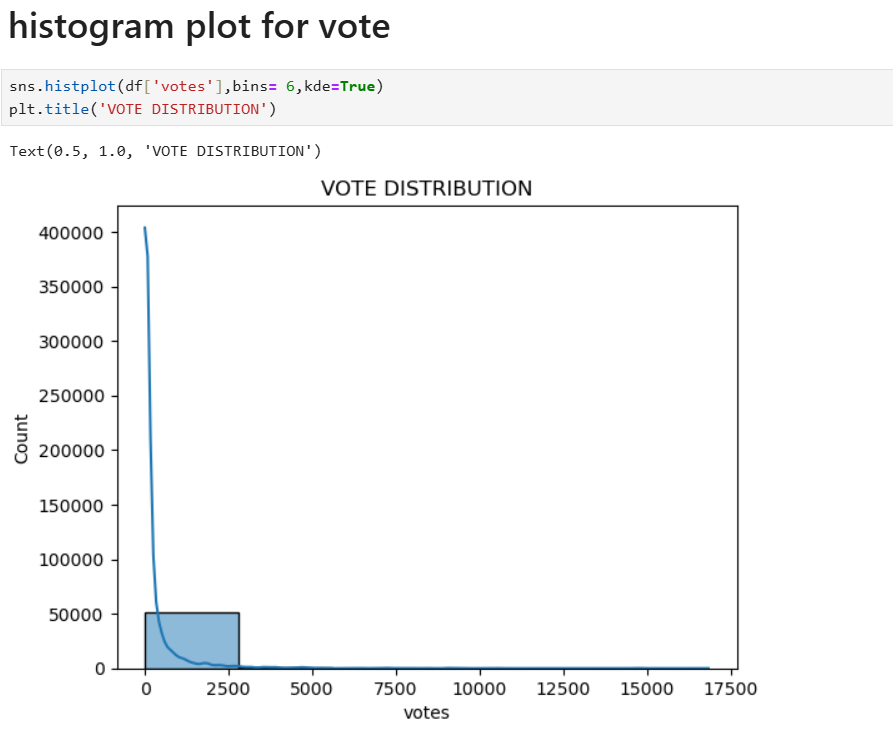 histogram plot for vote
sns.histplot(df['votes'],bins= 6,kde=True)
plt.title('VOTE DISTRIBUTION')
Text(0.5, 1.0, 'VOTE DISTRIBUTION')
VOTE DISTRIBUTION
400000
350000
300000
250000
200000
150000
100000
50000
0
Count
0 2500 5000 7500 10000 12500 15000 17500
votes